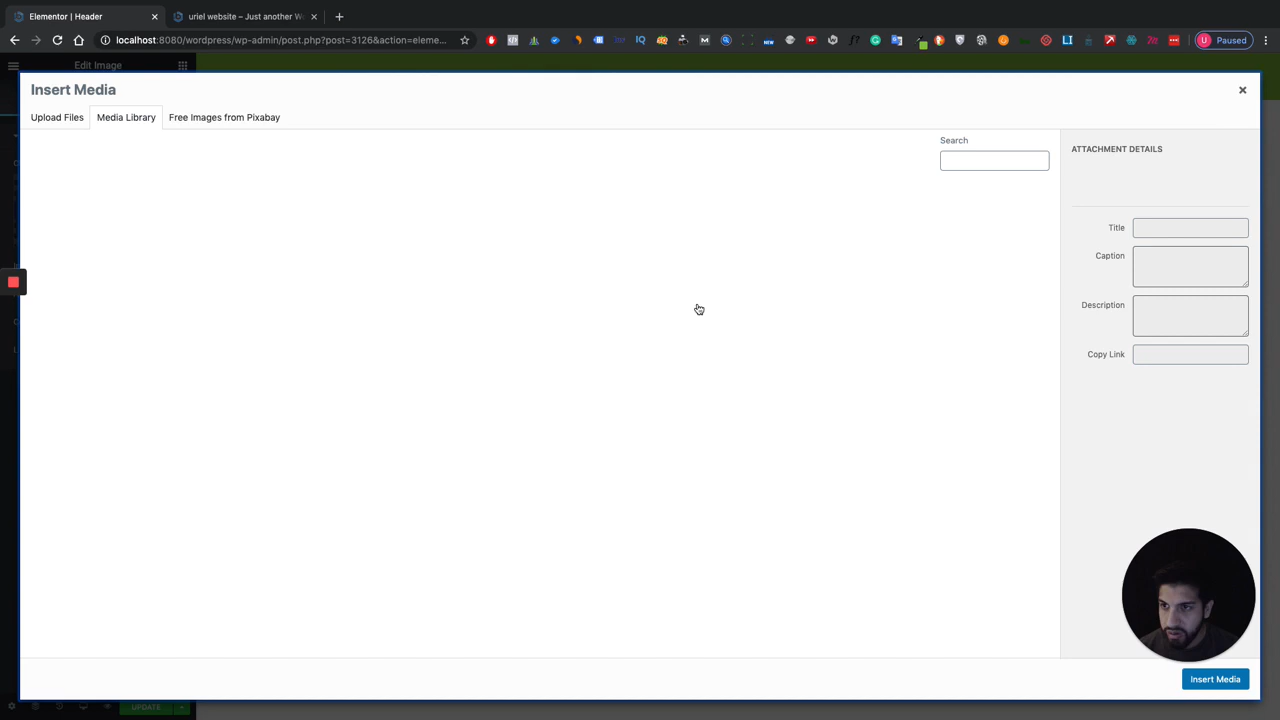 Elementor | Header
uriel website – Just another W
localhost:8080/wordpress/wp-admin/post.php?post=3126&action=eleme...
Paused
Edit Image
Insert Media
Upload Files
Media Library
Free Images from Pixabay
Search
ATTACHMENT DETAILS
Title
Caption
Description
Copy Link
Insert Media
UPDATE